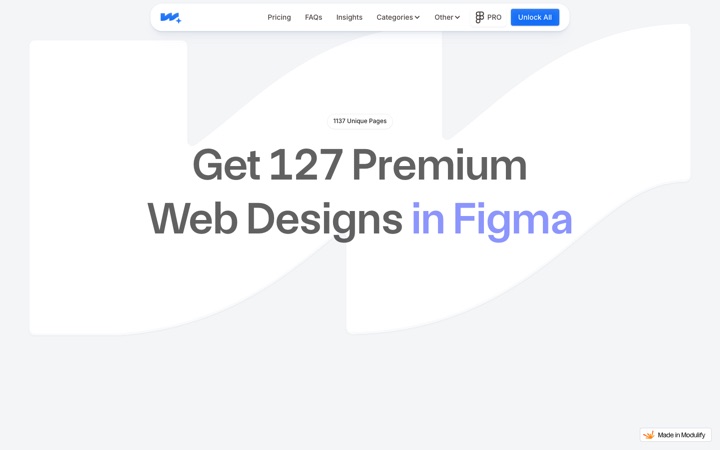 Pricing
FAQs
Insights
Categories
Other
PRO
Unlock All
1137 Unique Pages
Get 127 Premium
Web Designs in Figma
Made in Modulify